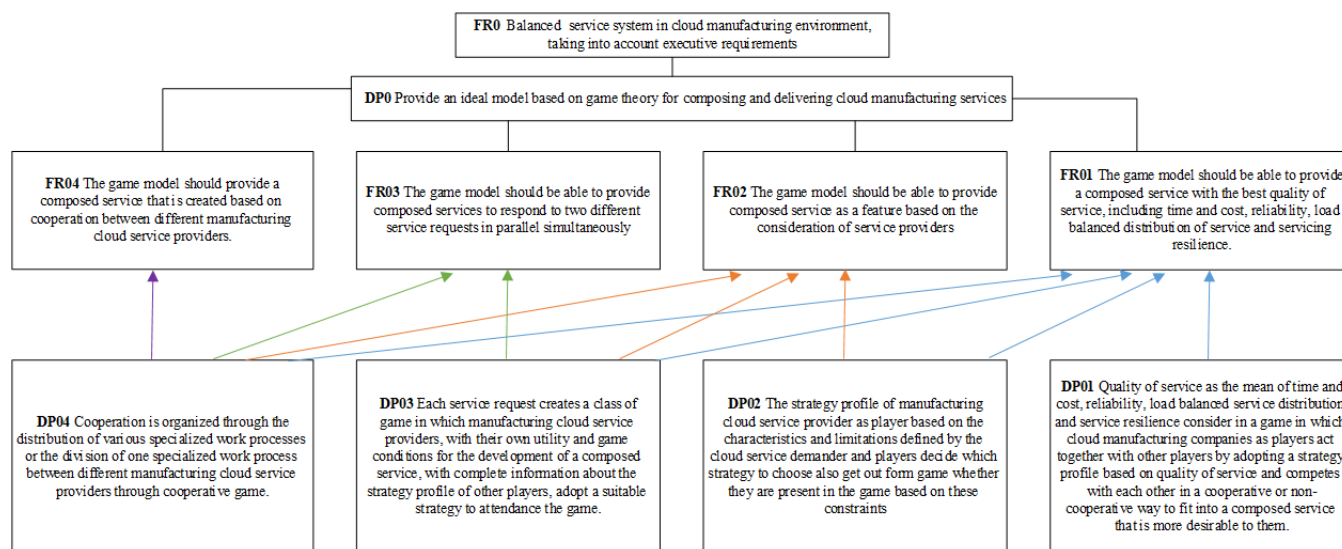 FR0 Balanced service system in cloud manufacturing environment,
taking into account executive requirements
DP0 Provide an ideal model based on game theory for composing and delivering cloud manufacturing services
FR04 The game model should provide a
composed service that is created based on
cooperation between different manufacturing
cloud service providers.
FR03 The game model should be able to provide
composed services to respond to two different
service requests in parallel simultaneously
FR02 The game model should be able to provide
composed service as a feature based on the
consideration of service providers
FR01 The game model should be able to provide
a composed service with the best quality of
service, including time and cost, reliability, load
balanced distribution of service and servicing
resilience.
DP04 Cooperation is organized through the
distribution of various specialized work processes
or the division of one specialized work process
between different manufacturing cloud service
providers through cooperative game.
DP03 Each service request creates a class of
game in which manufacturing cloud service
providers, with their own utility and game
conditions for the development of a composed
service, with complete information about the
strategy profile of other players, adopt a suitable
strategy to attendance the game.
DP02 The strategy profile of manufacturing
cloud service provider as player based on the
characteristics and limitations defined by the
cloud service demander and players decide which
strategy to choose also get out form game whether
they are present in the game based on these
constraints
DP01 Quality of service as the mean of time and
cost, reliability, load balanced service distribution
and service resilience consider in a game in which
cloud manufacturing companies as players act
together with other players by adopting a strategy
profile based on quality of service and competes
with each other in a cooperative or non-
cooperative way to fit into a composed service
that is more desirable to them.